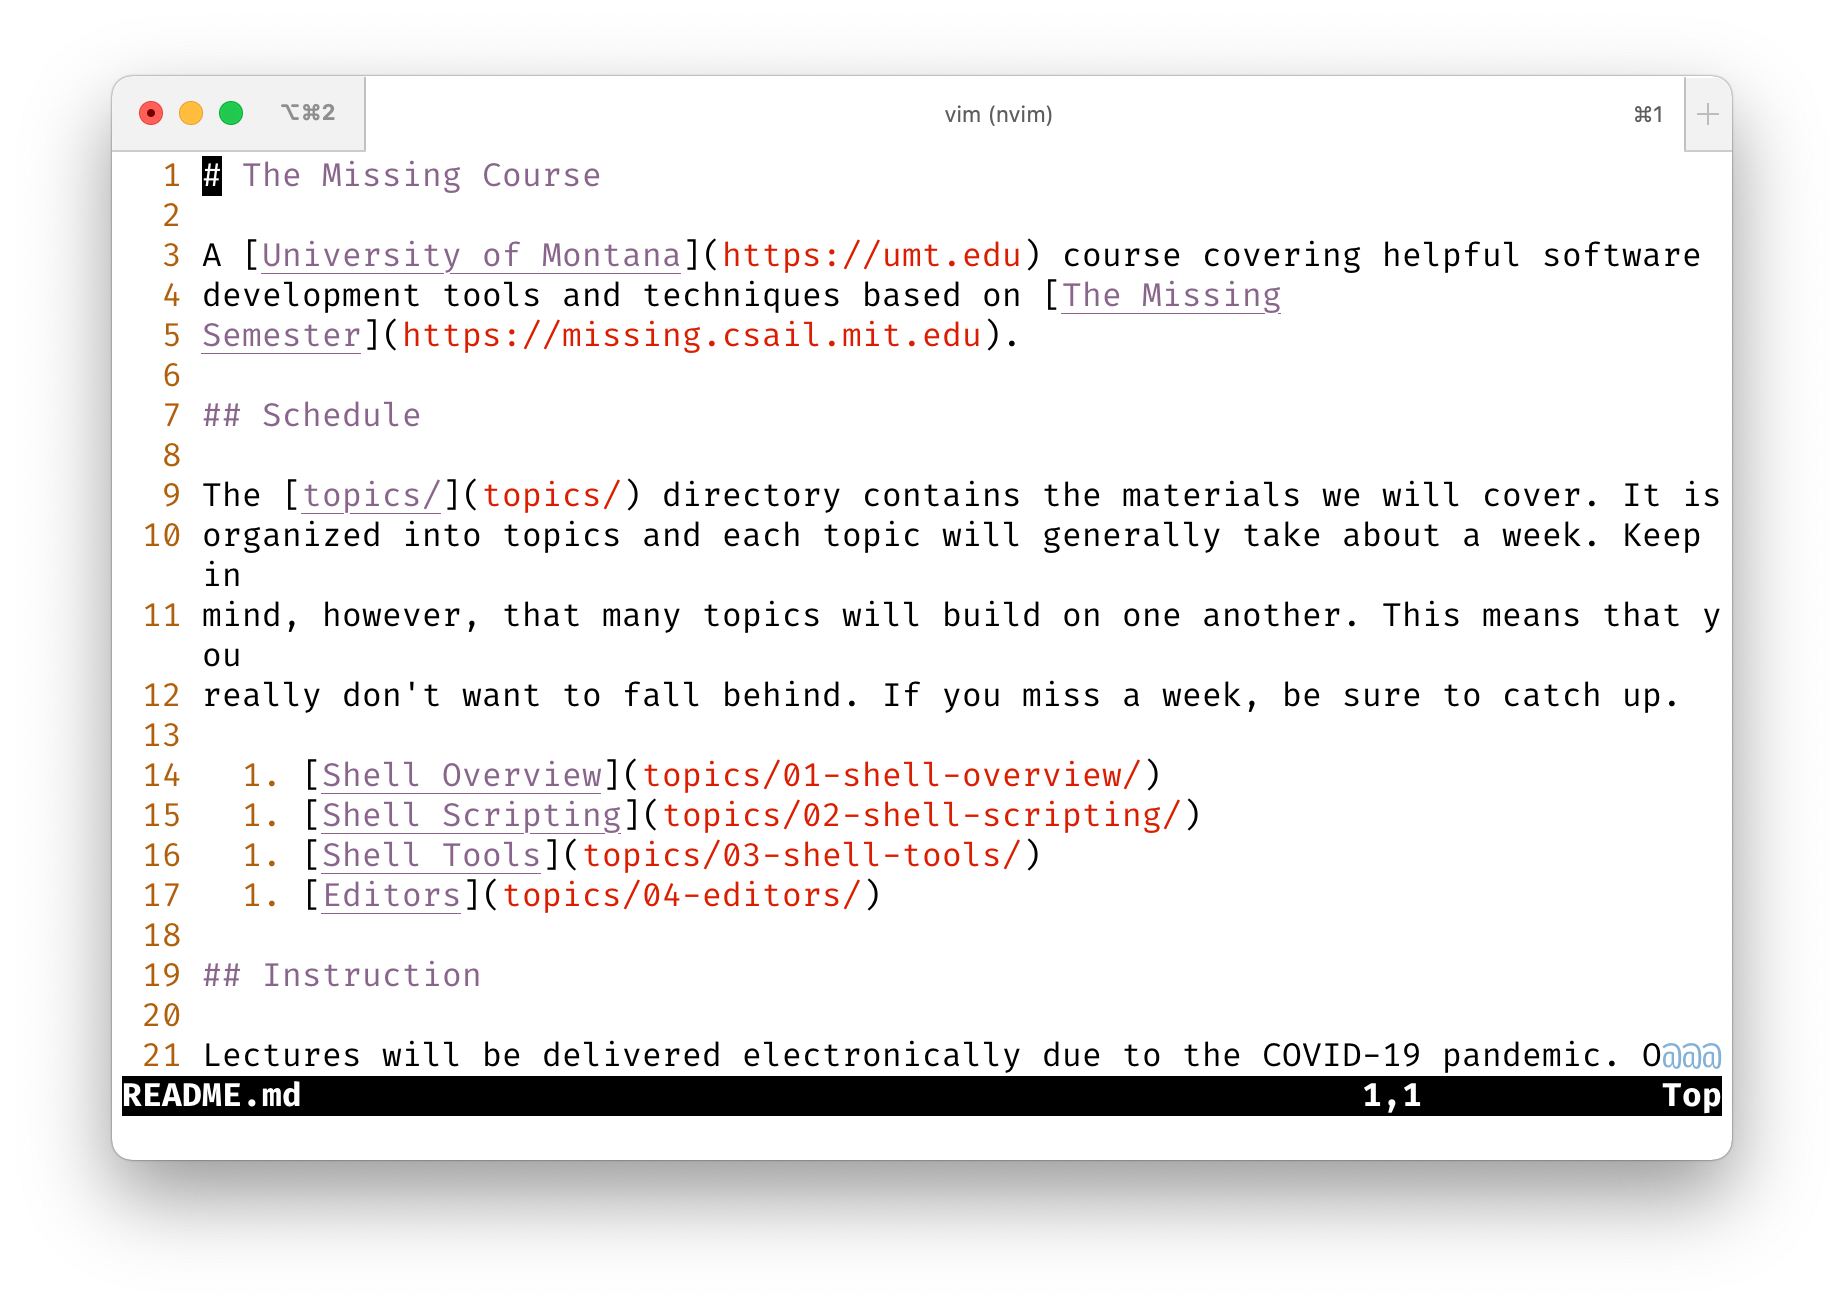 ⌥⌘2 vim (nvim) ⌘1 +
1 # The Missing Course
2
3 A [University of Montana](https://umt.edu) course covering helpful software
4 development tools and techniques based on [The Missing
5 Semester](https://missing.csail.mit.edu).
6
7 ## Schedule
8
9 The [topics/](topics/) directory contains the materials we will cover. It is
10 organized into topics and each topic will generally take about a week. Keep
in
11 mind, however, that many topics will build on one another. This means that y
ou
12 really don't want to fall behind. If you miss a week, be sure to catch up.
13
14   1. [Shell Overview](topics/01-shell-overview/)
15   1. [Shell Scripting](topics/02-shell-scripting/)
16   1. [Shell Tools](topics/03-shell-tools/)
17   1. [Editors](topics/04-editors/)
18
19 ## Instruction
20
21 Lectures will be delivered electronically due to the COVID-19 pandemic. O@@@
README.md 1,1 Top